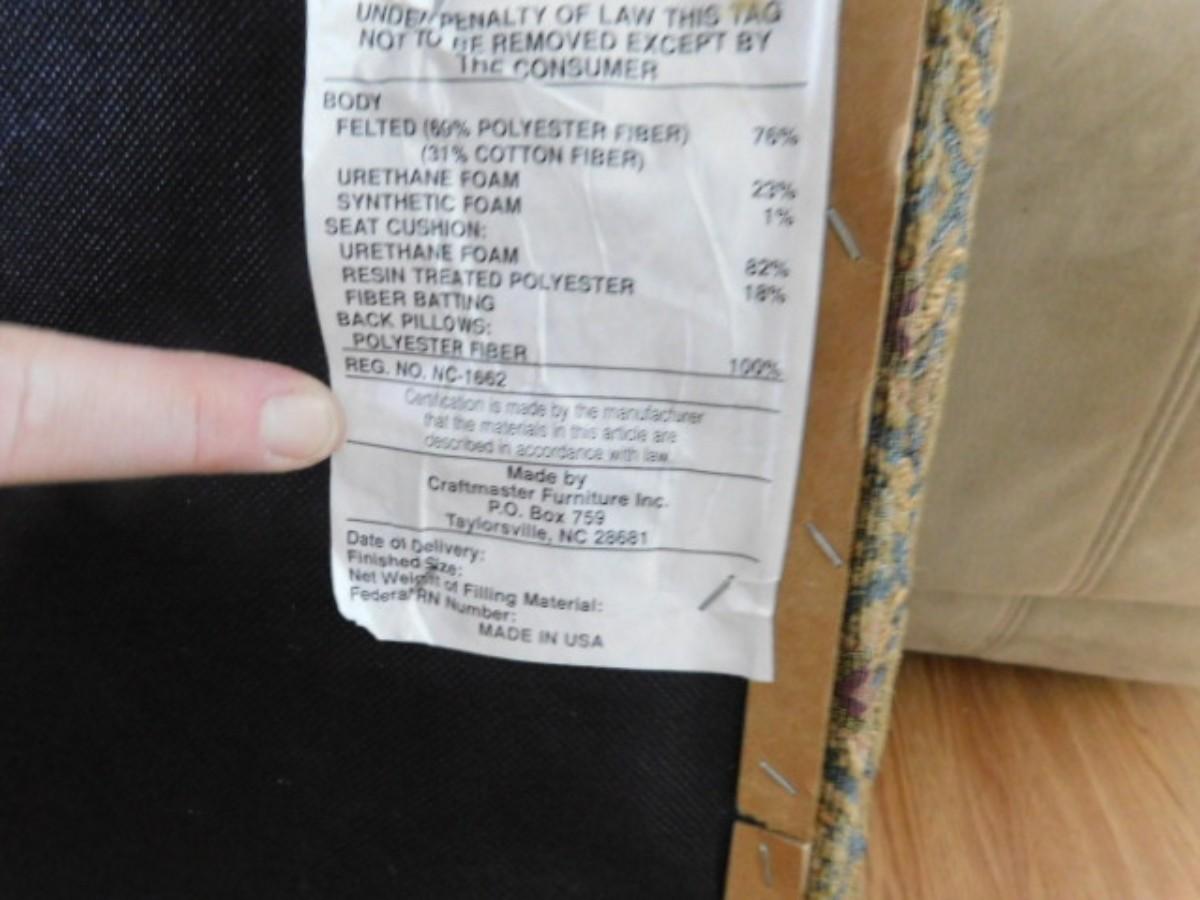 UNDER PENALTY OF LAW THIS TAG
NOT TO BE REMOVED EXCEPT BY
THE CONSUMER
BODY
FELTED (69% POLYESTER FIBER) 76%
(31% COTTON FIBER)
URETHANE FOAM 23%
SYNTHETIC FOAM 1%
SEAT CUSHION:
URETHANE FOAM 82%
RESIN TREATED POLYESTER 18%
FIBER BATTING
BACK PILLOWS:
POLYESTER FIBER 100%
REG. NO. NC-1662
Certification is made by the manufacturer
that the materials in this article are
described in accordance with law.
Made by
Craftmaster Furniture Inc.
P.O. Box 759
Taylorsville, NC 28681
Date of Delivery:
Finished Size:
Net Weight of Filling Material:
Federal RN Number:
MADE IN USA